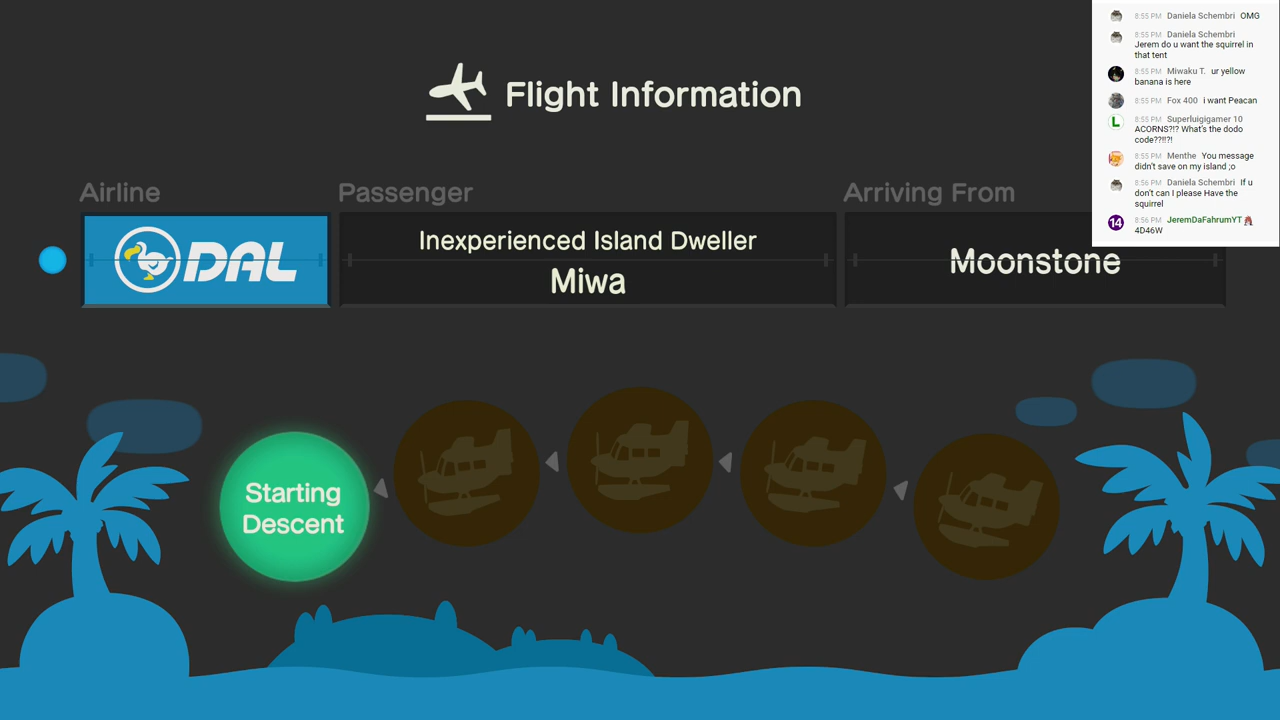 Flight Information
Airline
Passenger
Arriving From
DAL
Inexperienced Island Dweller
Miwa
Moonstone
Starting
Descent
8:55 PM Daniela Schembri OMG
8:55 PM Daniela Schembri
Jerem do u want the squirrel in
that tent
8:55 PM Miwaku T. ur yellow
banana is here
8:55 PM Fox 400 i want Peacan
L
8:55 PM Superluigigamer 10
ACORNS?!? What's the dodo
code??!!?!
8:55 PM Menthe You message
didn't save on my island ;o
8:56 PM Daniela Schembri If u
don't can I please Have the
squirrel
14
8:56 PM JeremDaFahrumYT
4D46W